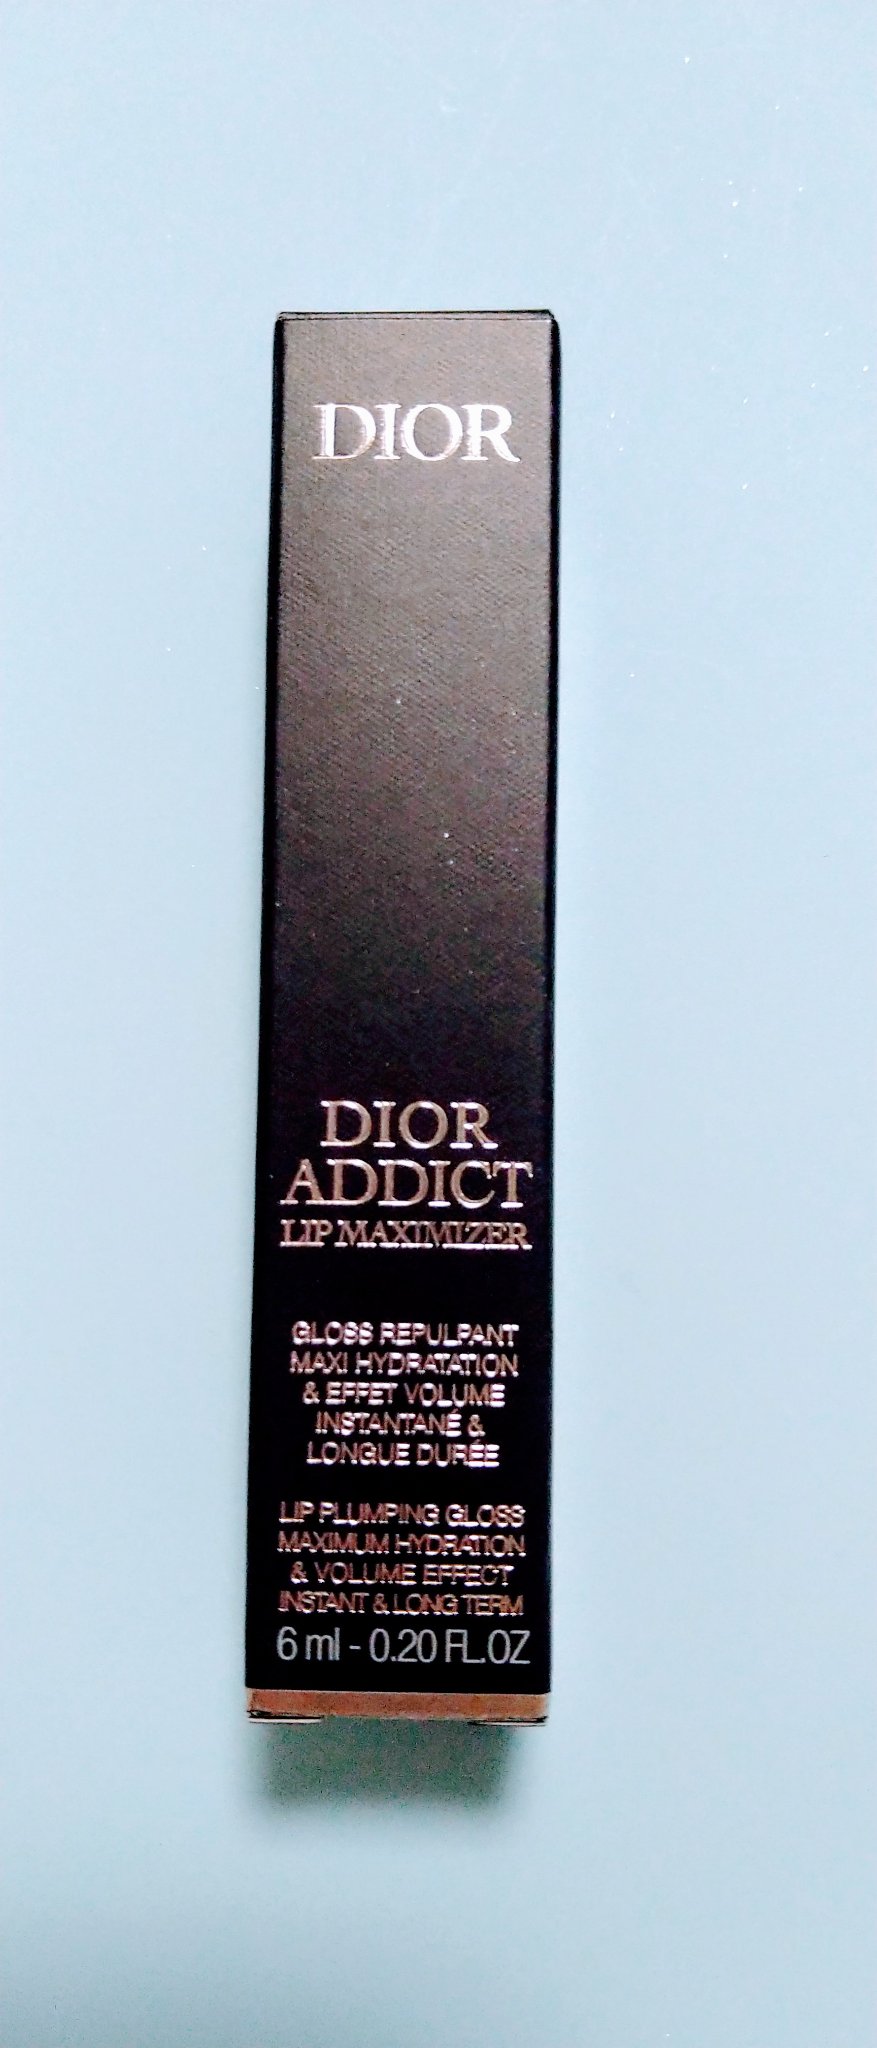 DIOR
DIOR
ADDICT
LIP MAXIMIZER
GLOSS REPULPANT
MAXI HYDRATATION
& EFFET VOLUME
INSTANTANÉ &
LONGUE DURÉE
LIP PLUMPING GLOSS
MAXIMUM HYDRATION
& VOLUME EFFECT
INSTANT & LONG TERM
6 ml - 0.20 FL.OZ